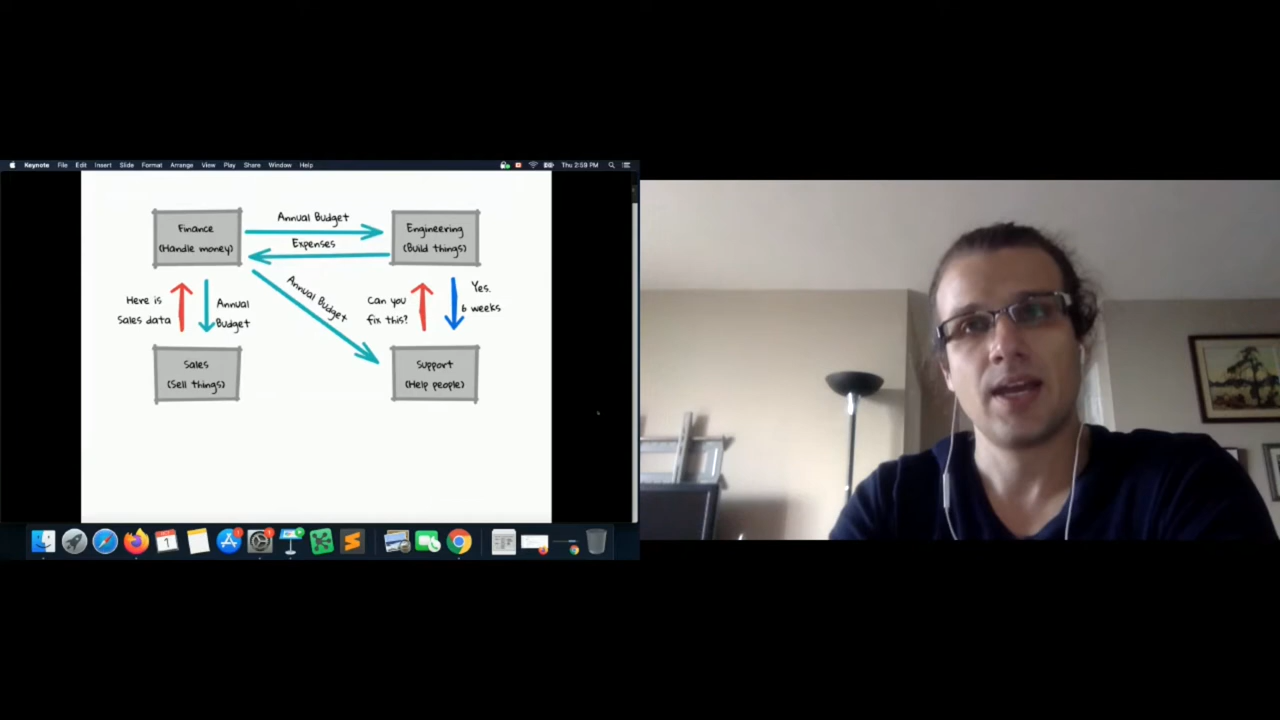 Keynote File Edit Insert Slide Format Arrange View Play Share Window Help Thu 2:59 PM
Annual Budget
Finance
(Handle money)
Engineering
(Build things)
Expenses
Annual Budget
Here is
Sales data
Annual
Budget
Can you
fix this?
Yes.
6 weeks
Sales
(Sell things)
Support
(Help people)
1